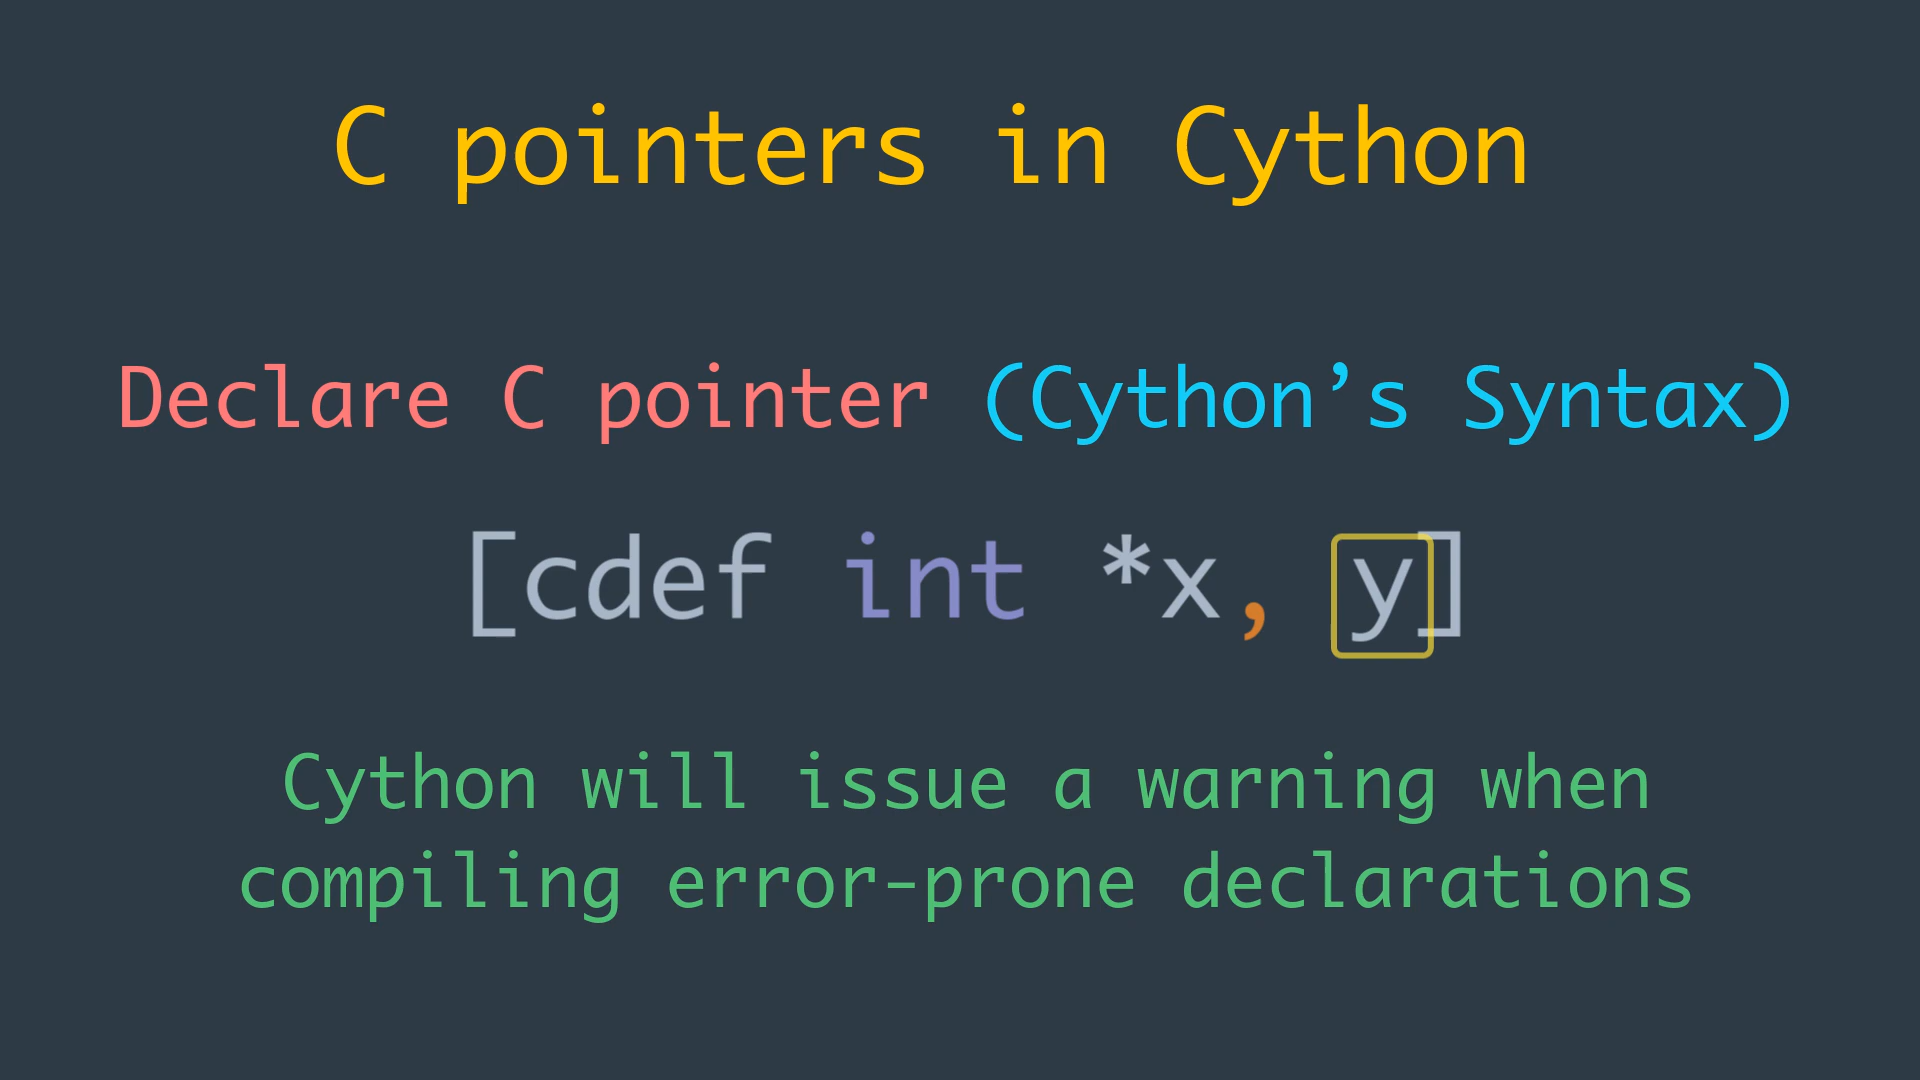 C pointers in Cython
Declare C pointer (Cython’s Syntax)
[cdef int *x, y]
Cython will issue a warning when
compiling error-prone declarations